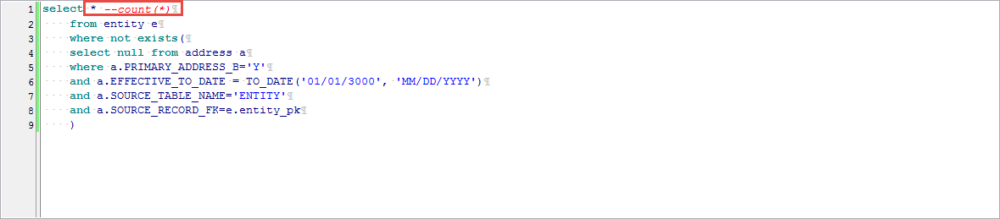 1 select * --count(*)¶
2 ····from entity e¶
3 ····where not exists(¶
4 ····select null from address a¶
5 ····where a.PRIMARY_ADDRESS_B='Y'¶
6 ····and a.EFFECTIVE_TO_DATE = TO_DATE('01/01/3000', 'MM/DD/YYYY')¶
7 ····and a.SOURCE_TABLE_NAME='ENTITY'¶
8 ····and a.SOURCE_RECORD_FK=e.entity_pk¶
9 ····)